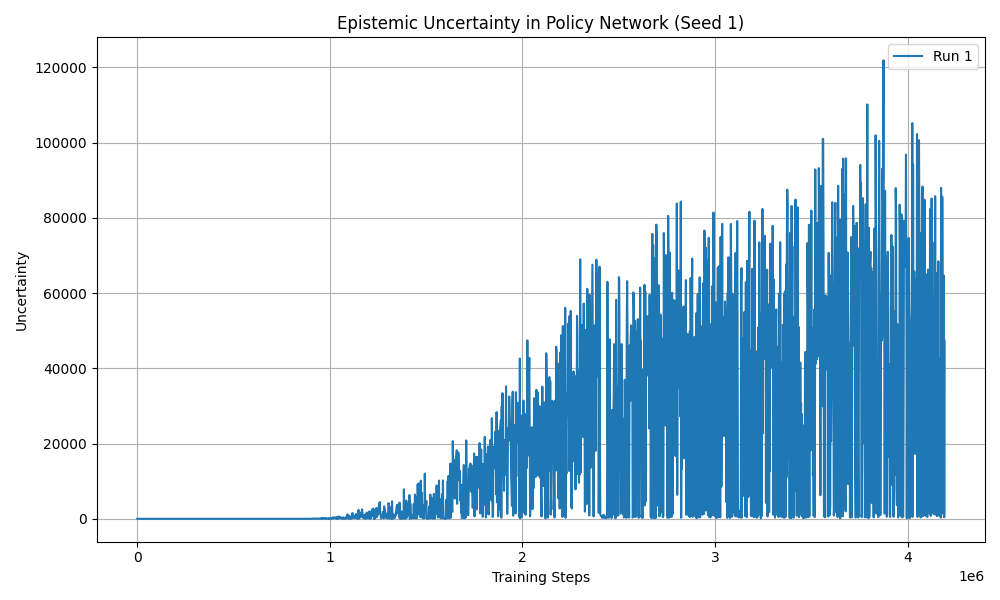 Epistemic Uncertainty in Policy Network (Seed 1)
Run 1
120000
100000
80000
60000
40000
20000
0
Uncertainty
0 1 2 3 4
1e6
Training Steps